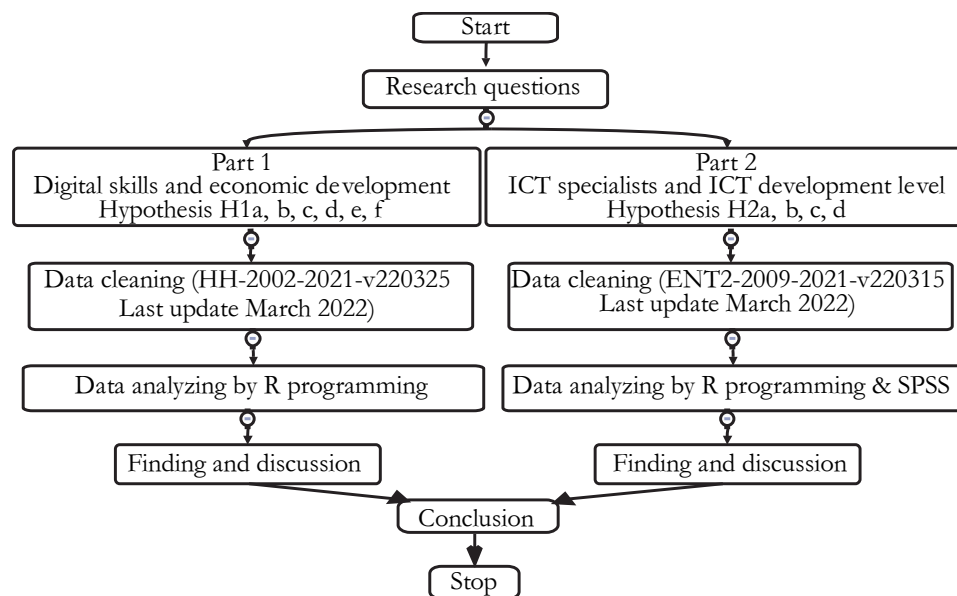 Start
Research questions
Part 1
Digital skills and economic development
Hypothesis H1a, b, c, d, e, f
Part 2
ICT specialists and ICT development level
Hypothesis H2a, b, c, d
Data cleaning (HH-2002-2021-v220325
Last update March 2022)
Data cleaning (ENT2-2009-2021-v220315
Last update March 2022)
Data analyzing by R programming
Data analyzing by R programming & SPSS
Finding and discussion
Finding and discussion
Conclusion
Stop